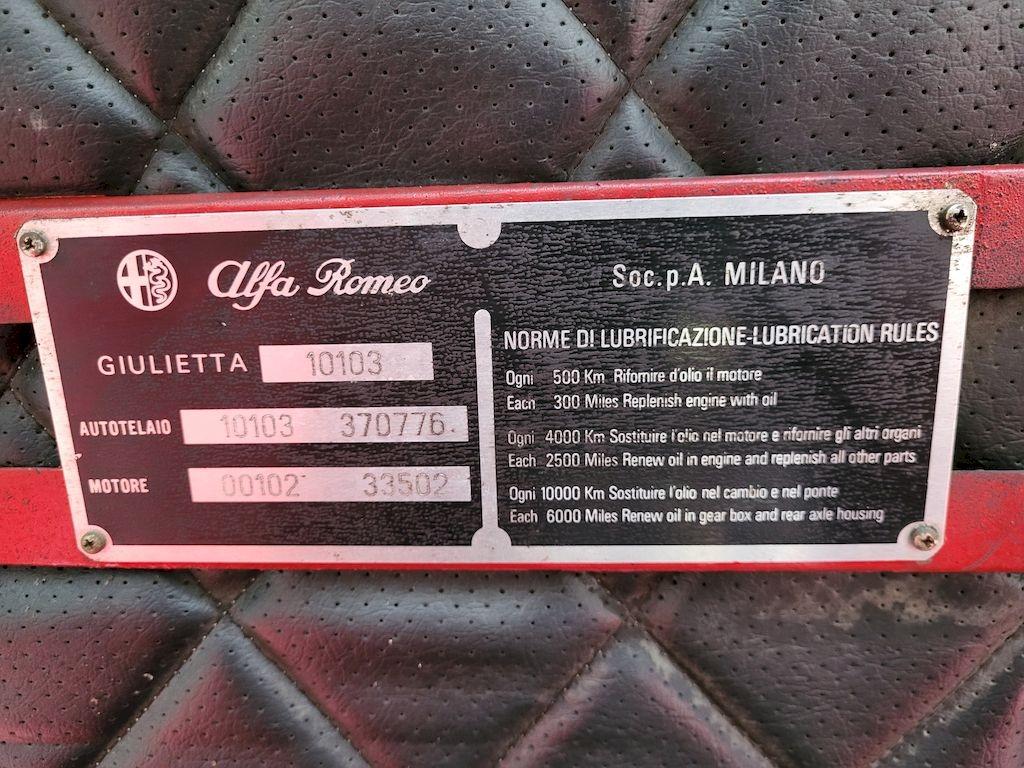 Alfa Romeo
GIULIETTA 10103
AUTOTELAIO 10103 370776.
MOTORE 00102 33502
Soc.p.A. MILANO
NORME DI LUBRIFICAZIONE-LUBRICATION RULES
Ogni 500 Km Rifornire d'olio il motore
Each 300 Miles Replenish engine with oil
Ogni 4000 Km Sostituire l'olio nel motore e rifornire gli altri organi
Each 2500 Miles Renew oil in engine and replenish all other parts
Ogni 10000 Km Sostituire l'olio nel cambio e nel ponte
Each 6000 Miles Renew oil in gear box and rear axle housing